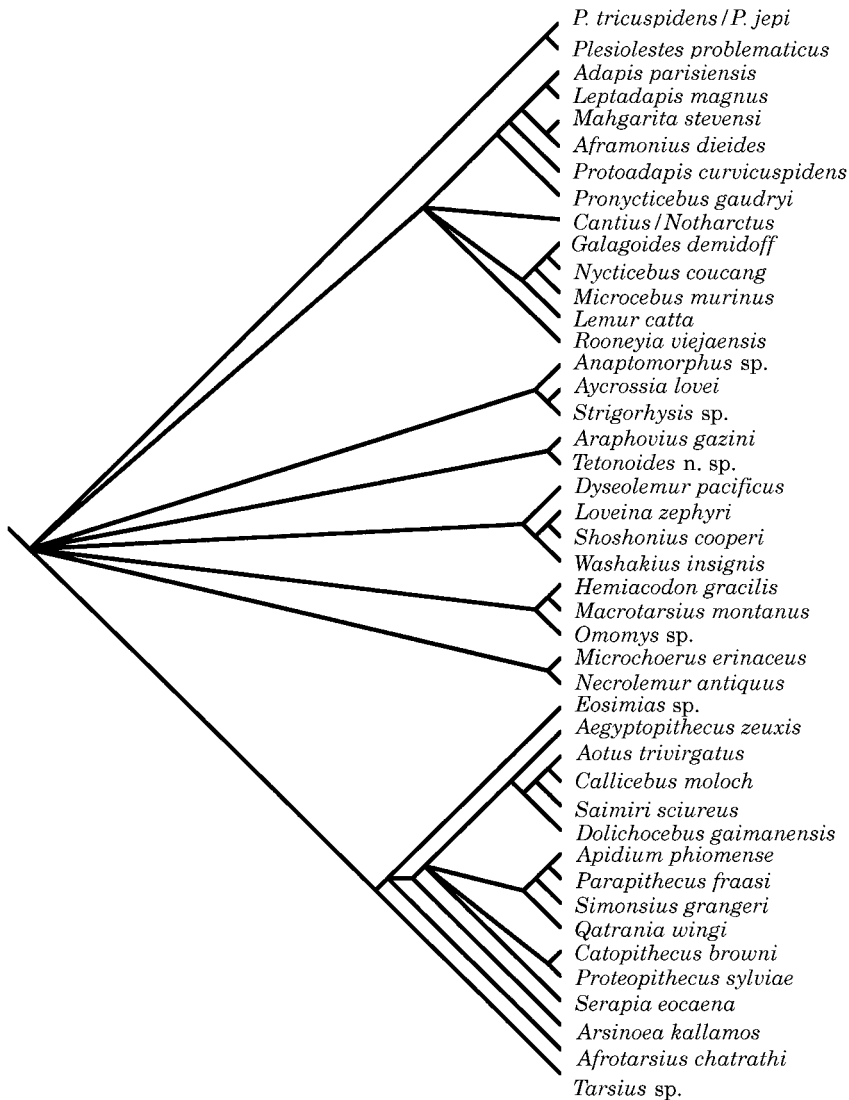 P. tricuspidens / P. jepi
Plesiolestes problematicus
Adapis parisiensis
Leptadapis magnus
Mahgarita stevensi
Aframonius dieides
Protoadapis curvicuspidens
Pronycticebus gaudryi
Cantius / Notharctus
Galagoides demidoff
Nycticebus coucang
Microcebus murinus
Lemur catta
Rooneyia viejaensis
Anaptomorphus sp.
Aycrossia lovei
Strigorhysis sp.
Araphovius gazini
Tetonoides n. sp.
Dyseolemur pacificus
Loveina zephyri
Shoshonius cooperi
Washakius insignis
Hemiacodon gracilis
Macrotarsius montanus
Omomys sp.
Microchoerus erinaceus
Necrolemur antiquus
Eosimias sp.
Aegyptopithecus zeuxis
Aotus trivirgatus
Callicebus moloch
Saimiri sciureus
Dolichocebus gaimanensis
Apidium phiomense
Parapithecus fraasi
Simonsius grangeri
Qatrania wingi
Catopithecus browni
Proteopithecus sylviae
Serapia eocaena
Arsinoea kallamos
Afrotarsius chatrathi
Tarsius sp.